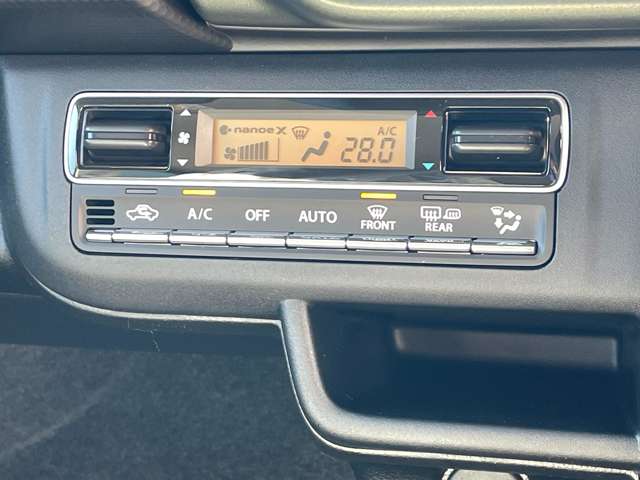 nanoe X A/C
28.0
A/C OFF AUTO FRONT REAR